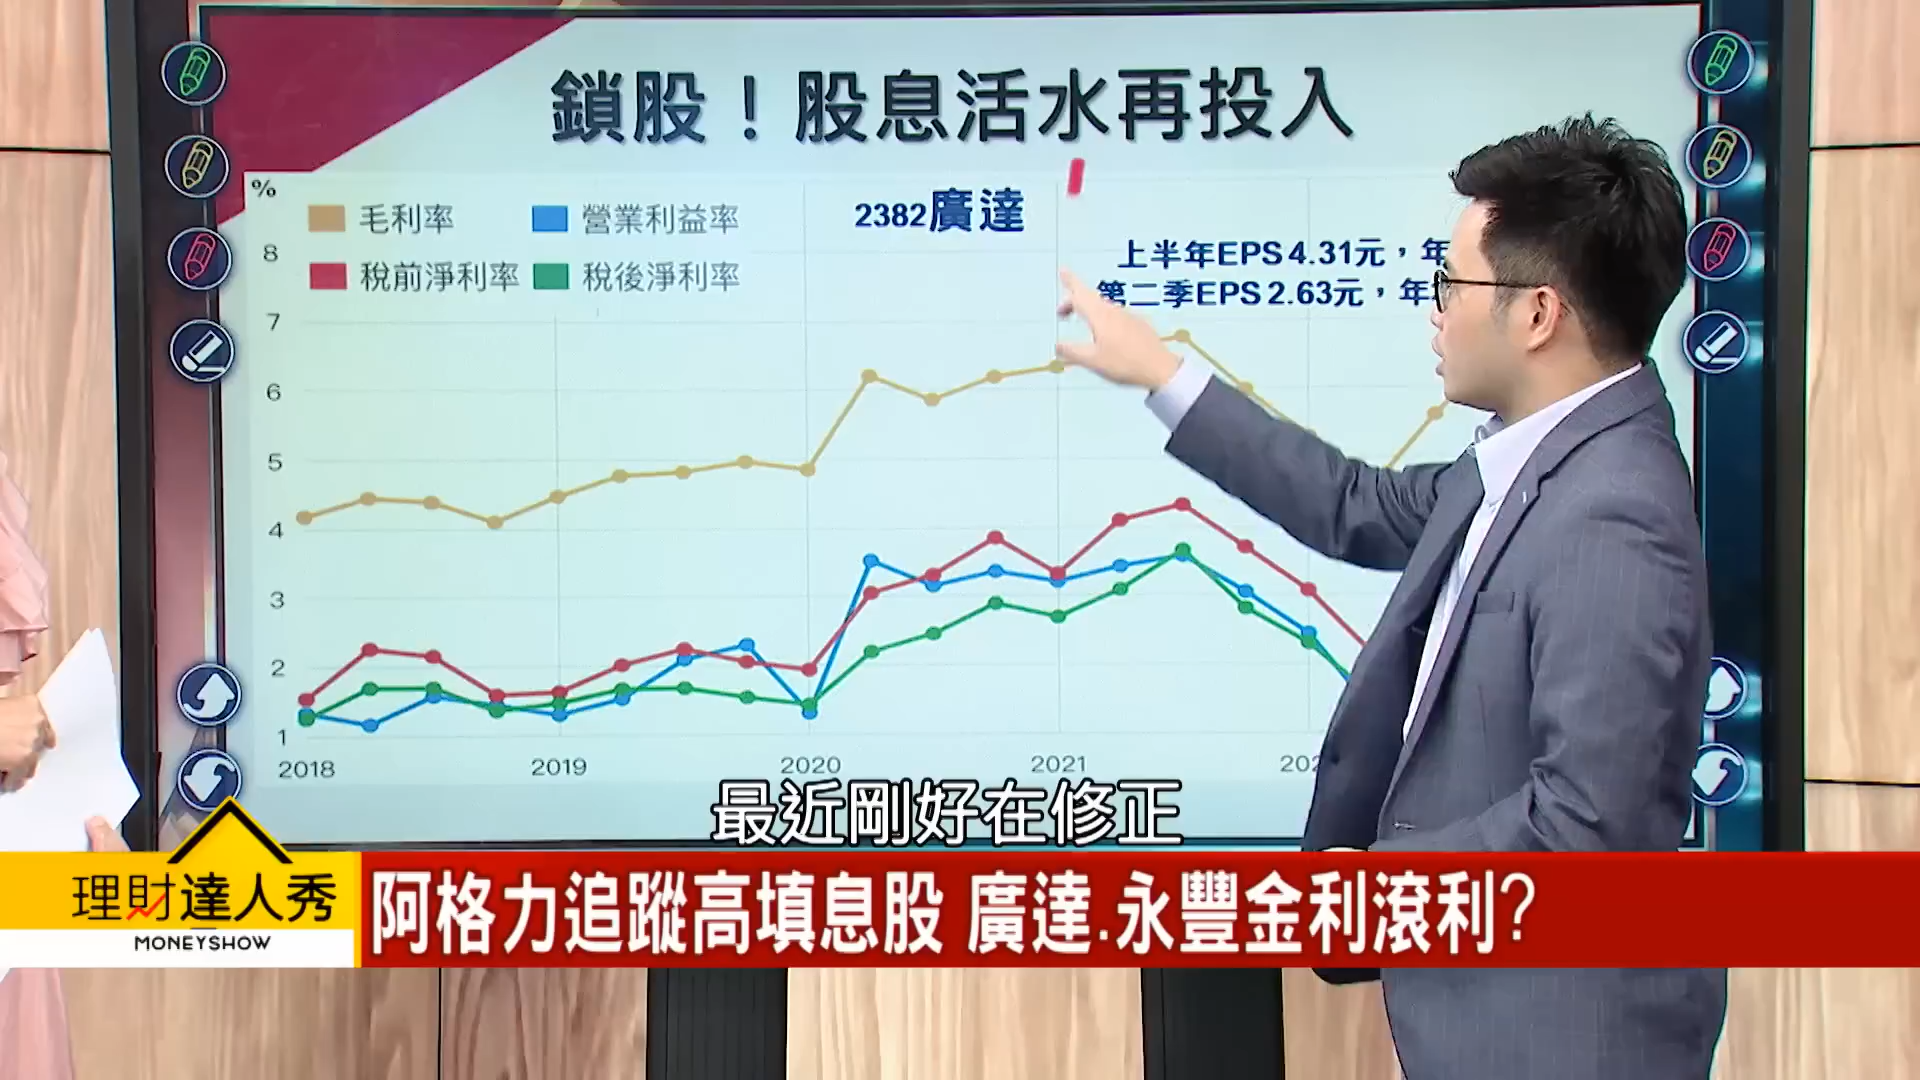 鎖股！股息活水再投入
%
毛利率
營業利益率
稅前淨利率
稅後淨利率
2382廣達
上半年EPS 4.31元，年
第二季EPS 2.63元，年
8
7
6
5
4
3
2
1
2018
2019
2020
2021
最近剛好在修正
理財達人秀
MONEYSHOW
阿格力追蹤高填息股 廣達.永豐金利滾利?